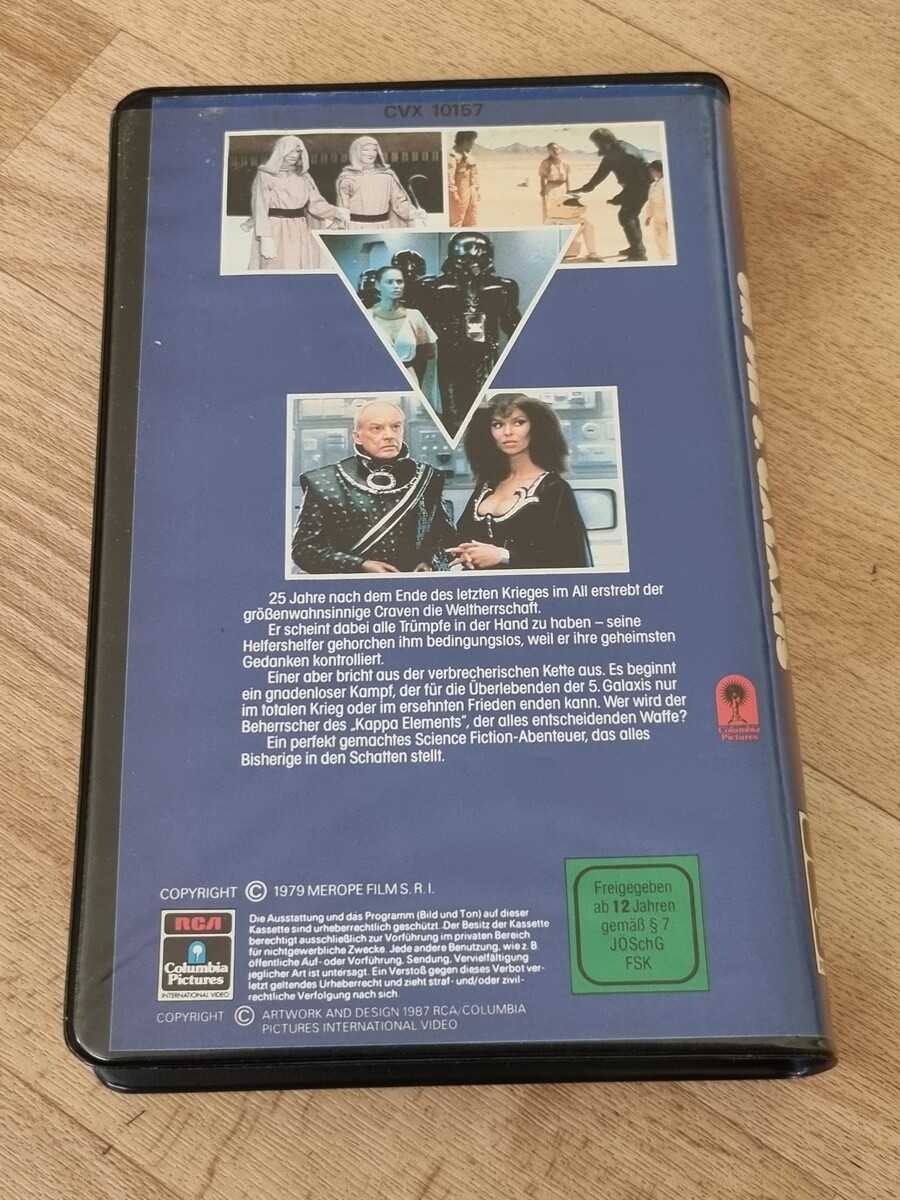 CVX 10157
25 Jahre nach dem Ende des letzten Krieges im All erstrebt der
größenwahnsinnige Craven die Weltherrschaft.
Er scheint dabei alle Trümpfe in der Hand zu haben – seine
Helfershelfer gehorchen ihm bedingungslos, weil er ihre geheimsten
Gedanken kontrolliert.
Einer aber bricht aus der verbrecherischen Kette aus. Es beginnt
ein gnadenloser Kampf, der für die Überlebenden der 5. Galaxis nur
im totalen Krieg oder im ersehnten Frieden enden kann. Wer wird der
Beherrscher des „Kappa Elements", der alles entscheidenden Waffe?
Ein perfekt gemachtes Science Fiction-Abenteuer, das alles
Bisherige in den Schatten stellt.
Columbia
Pictures
COPYRIGHT © 1979 MEROPE FILM S. R. I.
RCA
Columbia
Pictures
INTERNATIONAL VIDEO
Die Ausstattung und das Programm (Bild und Ton) auf dieser
Kassette sind urheberrechtlich geschützt. Der Besitz der Kassette
berechtigt ausschließlich zur Vorführung im privaten Bereich
für nichtgewerbliche Zwecke. Jede andere Benutzung, wie z. B.
öffentliche Auf- oder Vorführung, Sendung, Vervielfältigung
jeglicher Art ist untersagt. Ein Verstoß gegen dieses Verbot ver-
letzt geltendes Urheberrecht und zieht straf- und/oder zivil-
rechtliche Verfolgung nach sich.
COPYRIGHT © ARTWORK AND DESIGN 1987 RCA/COLUMBIA
PICTURES INTERNATIONAL VIDEO
Freigegeben
ab 12 Jahren
gemäß § 7
JÖSchG
FSK